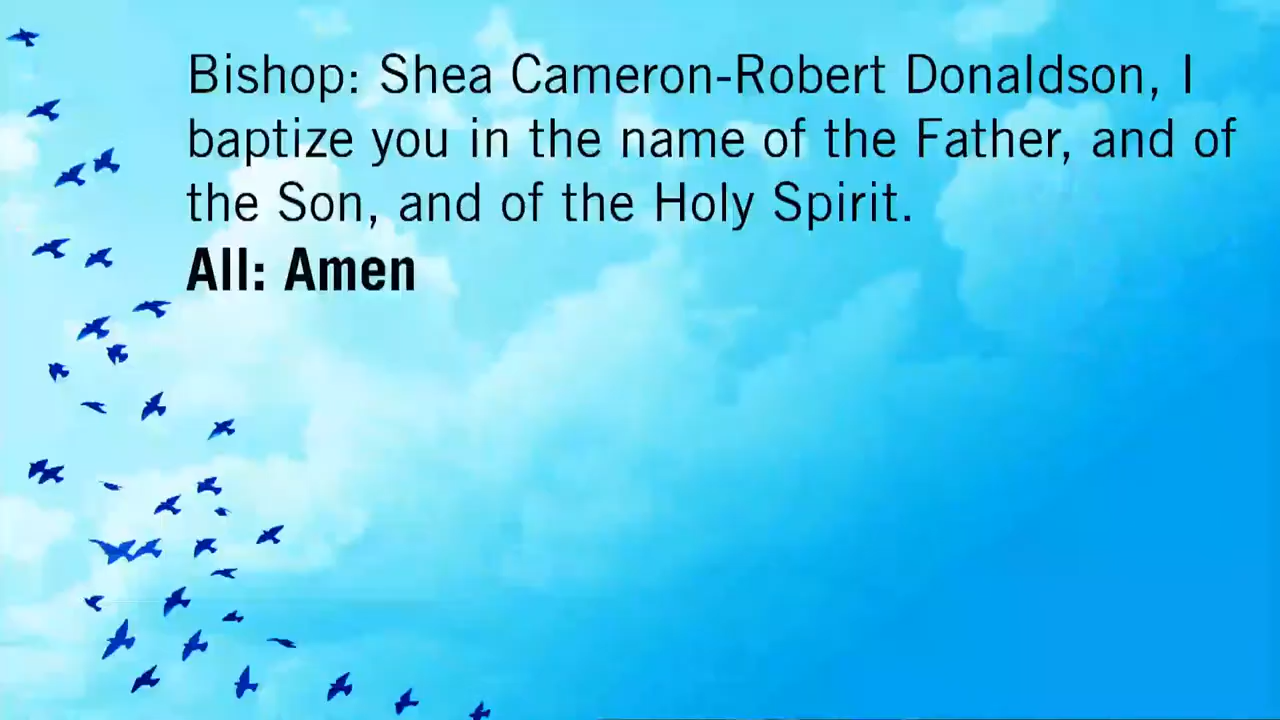 Bishop: Shea Cameron-Robert Donaldson, I
baptize you in the name of the Father, and of
the Son, and of the Holy Spirit.
All: Amen